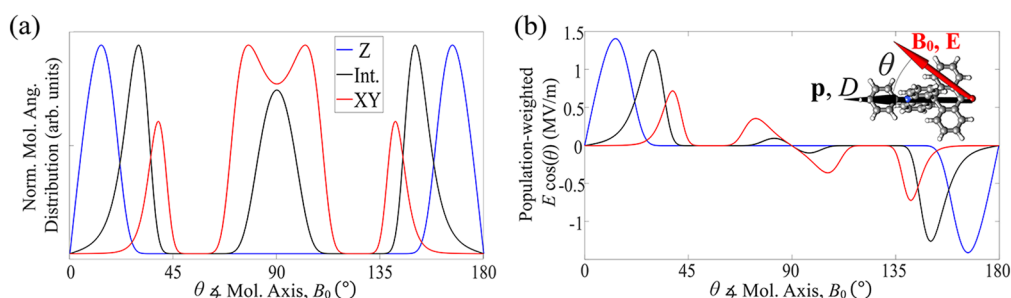 (a)
Norm. Mol. Ang.
Distribution (arb. units)
Z
Int.
XY
0 45 90 135 180
θ ∡ Mol. Axis, B₀ (°)
(b)
Population-weighted
E cos(θ) (MV/m)
1.5
1
0.5
0
-0.5
-1
B₀, E
θ
p, D
0 45 90 135 180
θ ∡ Mol. Axis, B₀ (°)